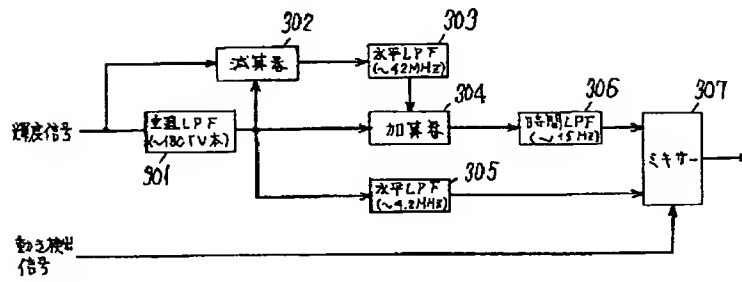 302
減算器
303
水平LPF
(~4.2MHz)
輝度信号
垂直LPF
(~180TV本)
301
304
加算器
306
時間LPF
(~15Hz)
307
ミキサー
305
水平LPF
(~4.2MHz)
動き検出
信号